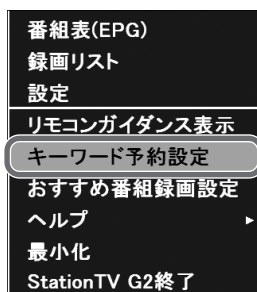 番組表(EPG)
録画リスト
設定
リモコンガイダンス表示
キーワード予約設定
おすすめ番組録画設定
ヘルプ
最小化
StationTV G2終了